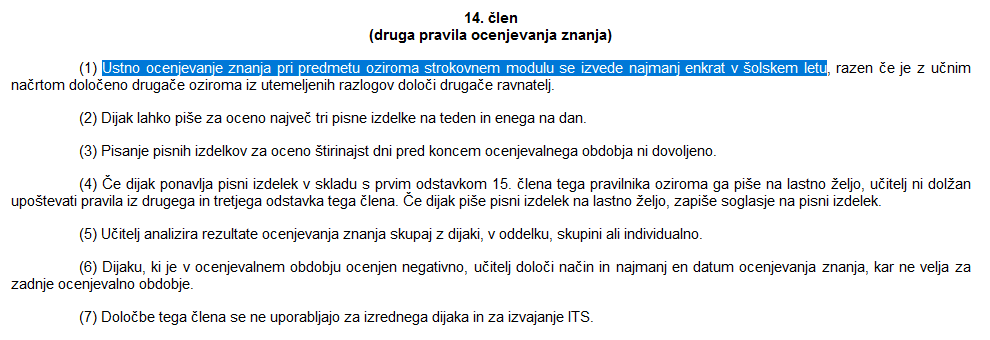 14. člen
(druga pravila ocenjevanja znanja)
(1) Ustno ocenjevanje znanja pri predmetu oziroma strokovnem modulu se izvede najmanj enkrat v šolskem letu, razen če je z učnim
načrtom določeno drugače oziroma iz utemeljenih razlogov določi drugače ravnatelj.
(2) Dijak lahko piše za oceno največ tri pisne izdelke na teden in enega na dan.
(3) Pisanje pisnih izdelkov za oceno štirinajst dni pred koncem ocenjevalnega obdobja ni dovoljeno.
(4) Če dijak ponavlja pisni izdelek v skladu s prvim odstavkom 15. člena tega pravilnika oziroma ga piše na lastno željo, učitelj ni dolžan
upoštevati pravila iz drugega in tretjega odstavka tega člena. Če dijak piše pisni izdelek na lastno željo, zapiše soglasje na pisni izdelek.
(5) Učitelj analizira rezultate ocenjevanja znanja skupaj z dijaki, v oddelku, skupini ali individualno.
(6) Dijaku, ki je v ocenjevalnem obdobju ocenjen negativno, učitelj določi način in najmanj en datum ocenjevanja znanja, kar ne velja za
zadnje ocenjevalno obdobje.
(7) Določbe tega člena se ne uporabljajo za izrednega dijaka in za izvajanje ITS.